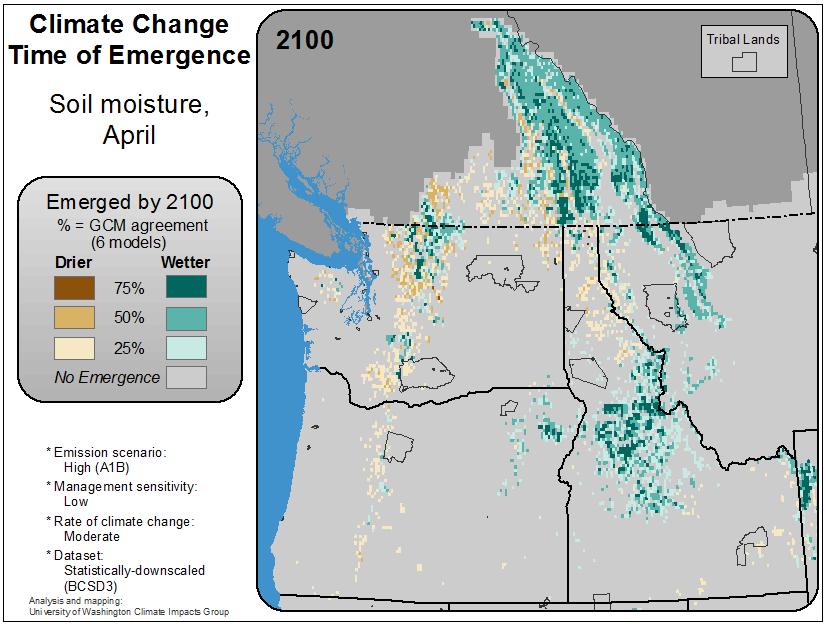 Climate Change
Time of Emergence
Soil moisture,
April
Emerged by 2100
% = GCM agreement
(6 models)
Drier Wetter
75%
50%
25%
No Emergence
* Emission scenario:
High (A1B)
* Management sensitivity:
Low
* Rate of climate change:
Moderate
* Dataset:
Statistically-downscaled
(BCSD3)
Analysis and mapping:
University of Washington Climate Impacts Group
2100
Tribal Lands